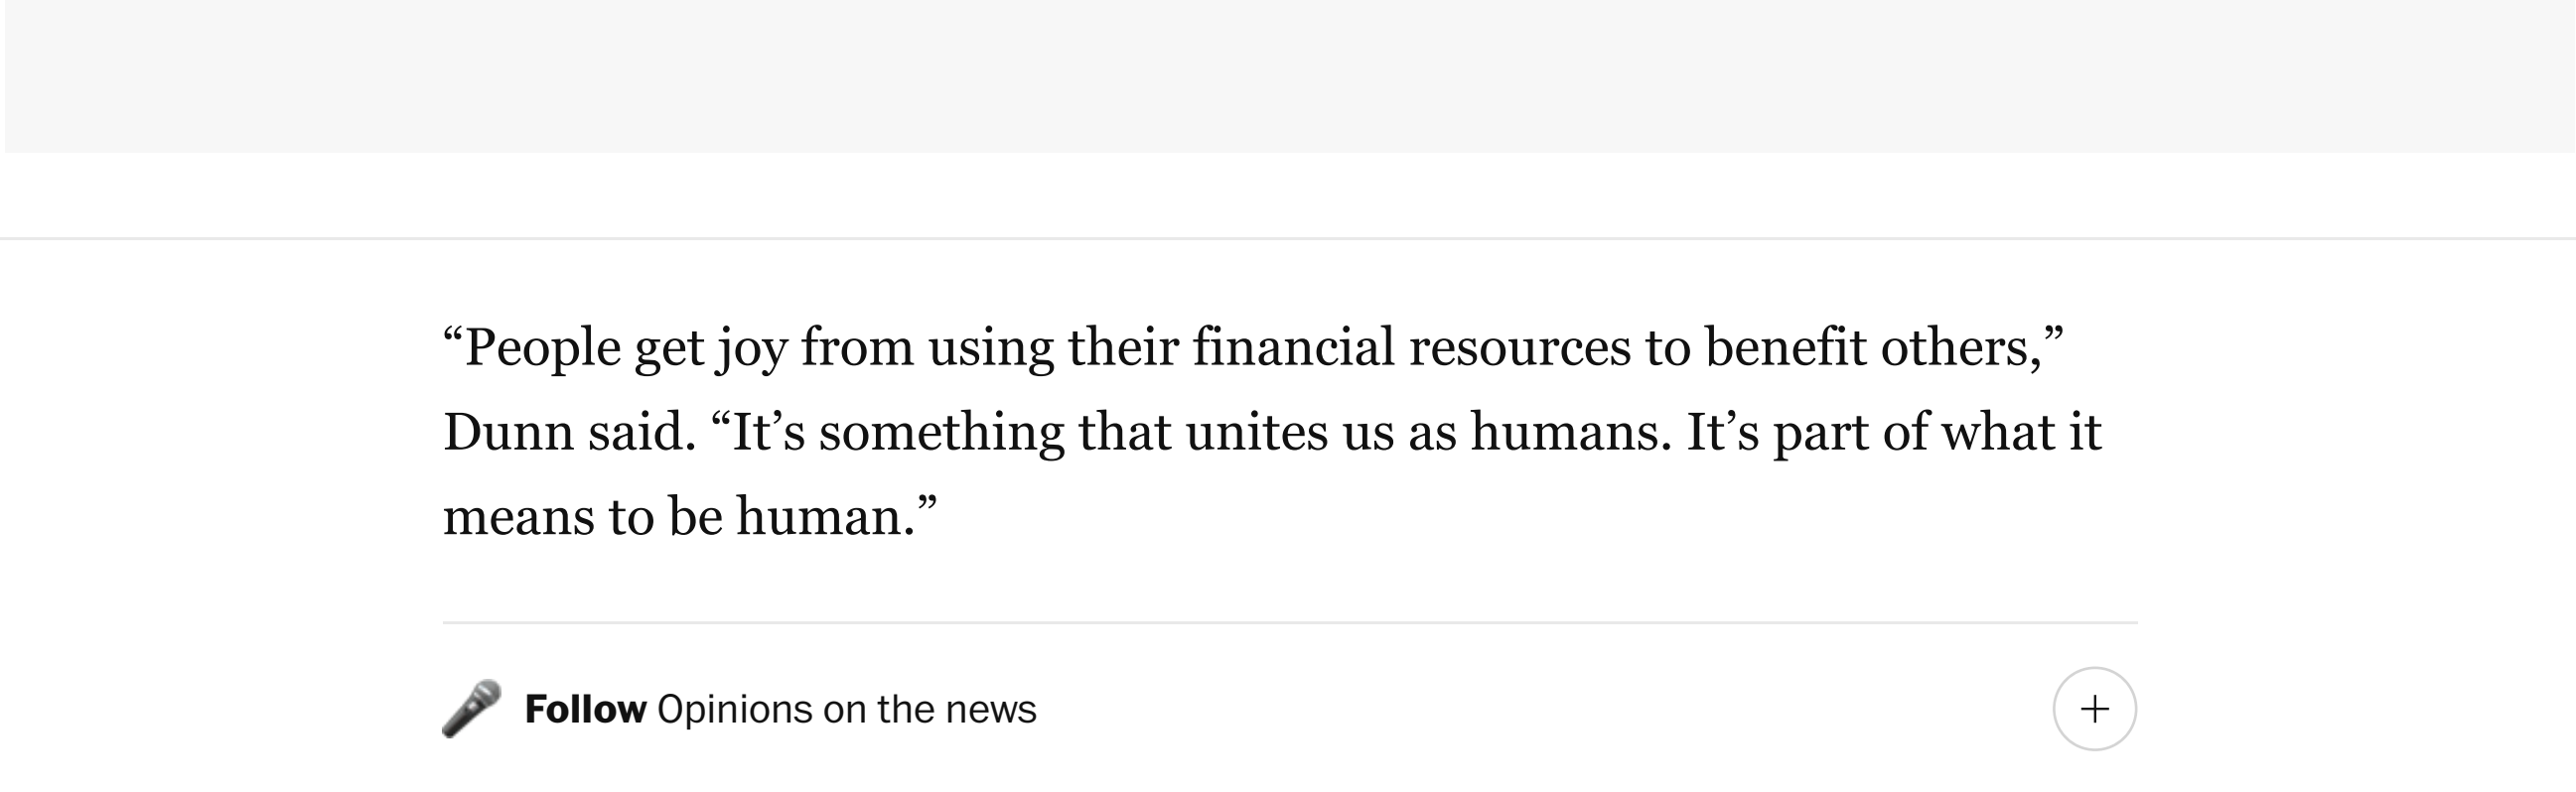 “People get joy from using their financial resources to benefit others,”
Dunn said. “It’s something that unites us as humans. It’s part of what it
means to be human.”
Follow Opinions on the news